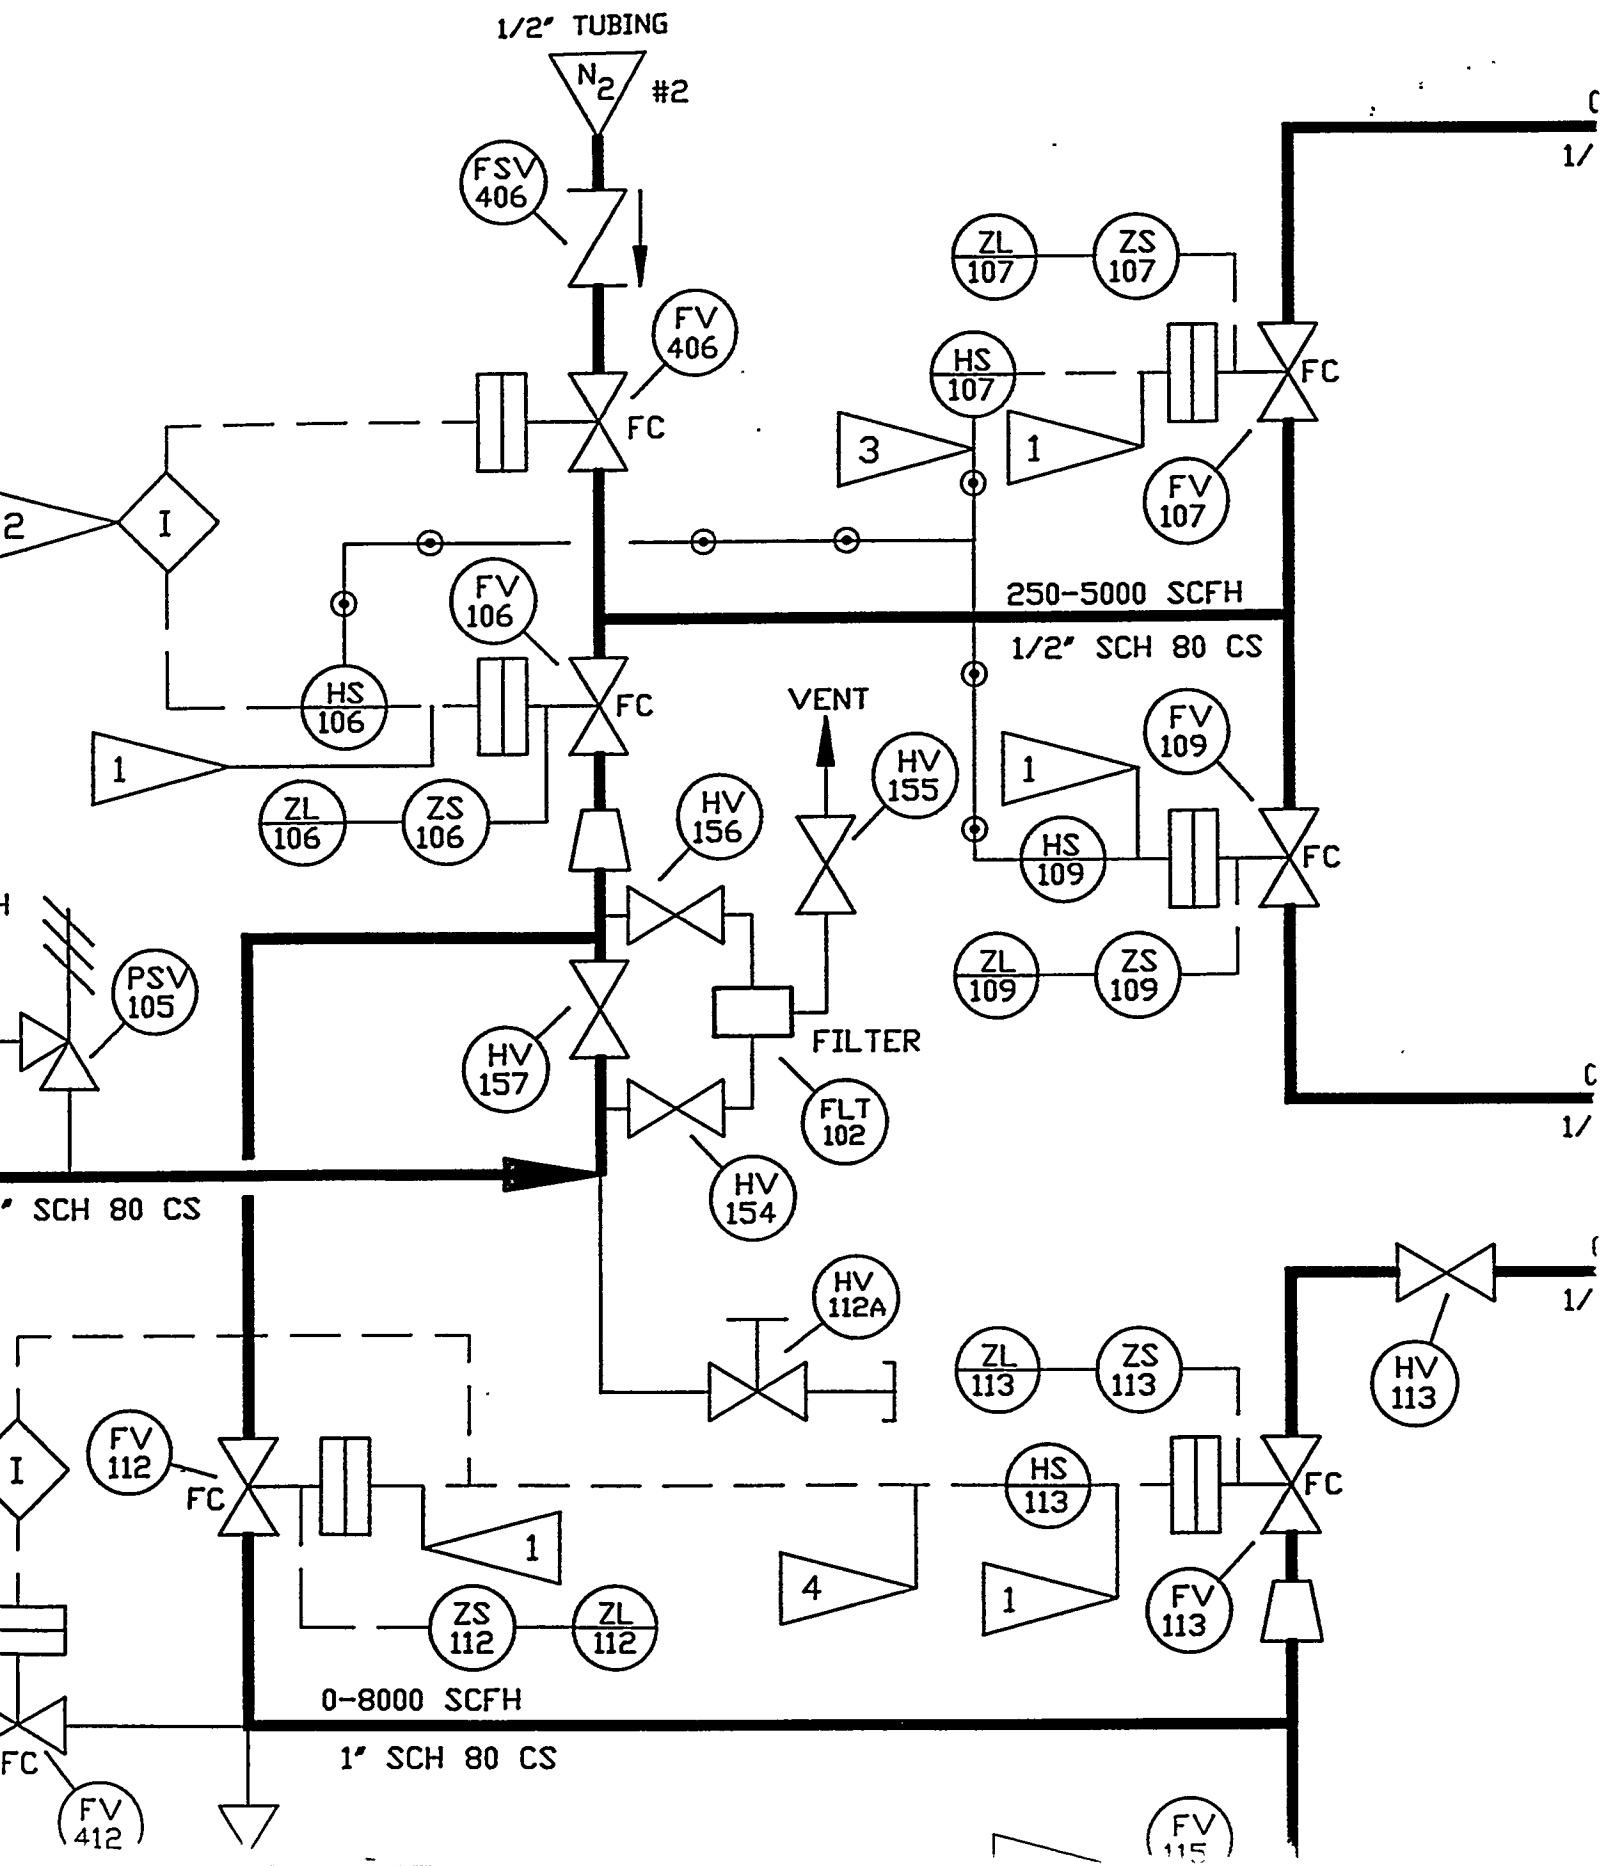 1/2" TUBING
N2
#2
FSV
406
FV
406
FC
ZL
107
ZS
107
HS
107
FC
3
1
FV
107
2
I
FV
106
250-5000 SCFH
1/2" SCH 80 CS
HS
106
FC
1
ZL
106
ZS
106
VENT
HV
155
HV
156
FV
109
1
HS
109
FC
ZL
109
ZS
109
PSV
105
HV
157
FILTER
FLT
102
HV
154
" SCH 80 CS
1/
1/
HV
112A
1/
HV
113
ZL
113
ZS
113
FV
112
FC
I
1
HS
113
FC
4
1
FV
113
ZS
112
ZL
112
0-8000 SCFH
1" SCH 80 CS
FC
FV
412
FV
115